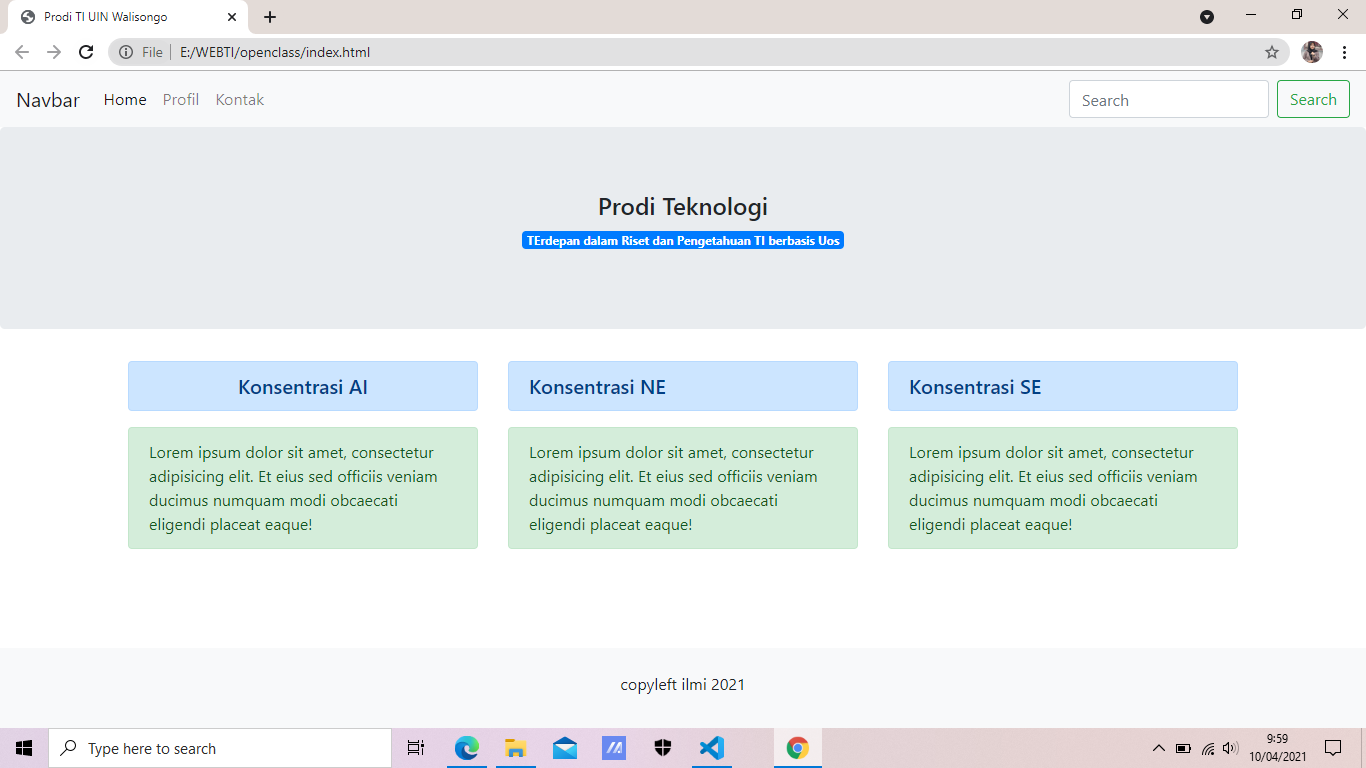 Prodi TI UIN Walisongo
File E:/WEBTI/openclass/index.html
Navbar Home Profil Kontak Search Search
Prodi Teknologi
TErdepan dalam Riset dan Pengetahuan TI berbasis Uos
Konsentrasi AI
Lorem ipsum dolor sit amet, consectetur
adipisicing elit. Et eius sed officiis veniam
ducimus numquam modi obcaecati
eligendi placeat eaque!
Konsentrasi NE
Lorem ipsum dolor sit amet, consectetur
adipisicing elit. Et eius sed officiis veniam
ducimus numquam modi obcaecati
eligendi placeat eaque!
Konsentrasi SE
Lorem ipsum dolor sit amet, consectetur
adipisicing elit. Et eius sed officiis veniam
ducimus numquam modi obcaecati
eligendi placeat eaque!
copyleft ilmi 2021
Type here to search
9:59
10/04/2021